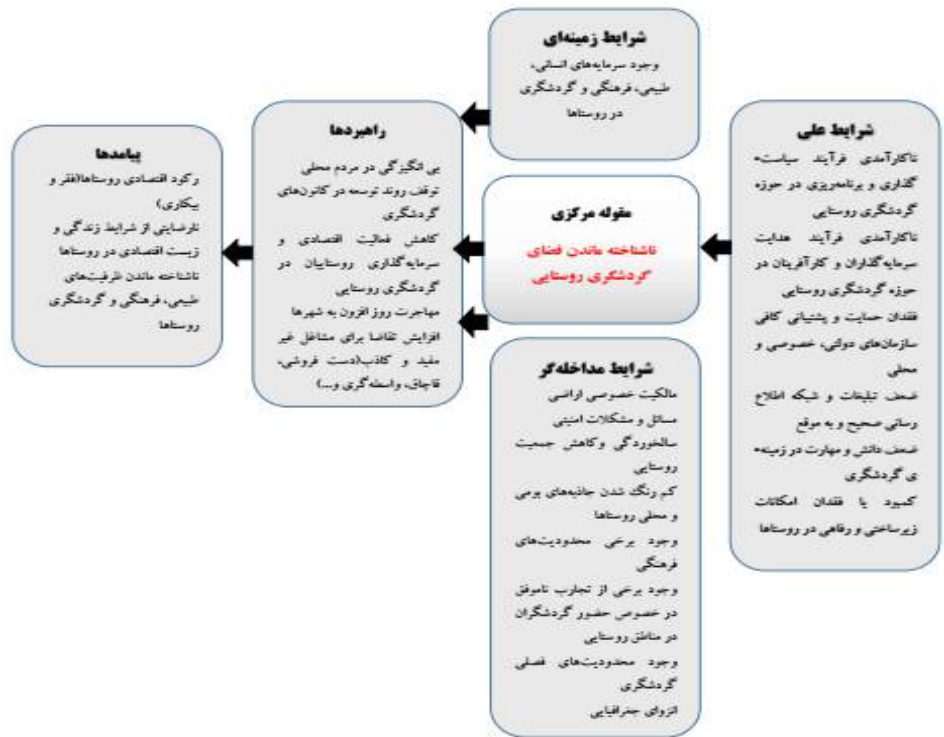 شرایط زمینه‌ای
وجود سرمایه‌های انسانی،
طبیعی، فرهنگی و گردشگری
در روستاها
شرایط علی
ناکارآمدی فرآیند سیاست-
گذاری و برنامه‌ریزی در حوزه
گردشگری روستایی
ناکارآمدی فرآیند هدایت
سرمایه‌گذاران و کارآفرینان در
حوزه گردشگری روستایی
فقدان حمایت و پشتیبانی کافی
سازمان‌های دولتی، خصوصی و
محلی
ضعف تبلیغات و شبکه اطلاع
رسانی صحیح و به موقع
ضعف دانش و مهارت در زمینه-
ی گردشگری
کمبود یا فقدان امکانات
زیرساختی و رفاهی در روستاها
مقوله مرکزی
ناشناخته ماندن فضای
گردشگری روستایی
شرایط مداخله‌گر
مالکیت خصوصی اراضی
مسائل و مشکلات امنیتی
سالخوردگی وکاهش جمعیت
روستایی
کم رنگ شدن جاذبه‌های بومی
و محلی روستاها
وجود برخی محدودیت‌های
فرهنگی
وجود برخی از تجارب ناموفق
در خصوص حضور گردشگران
در مناطق روستایی
وجود محدودیت‌های فصلی
گردشگری
انزوای جغرافیایی
راهبردها
بی انگیزگی در مردم محلی
توقف روند توسعه در کانون‌های
گردشگری
کاهش فعالیت اقتصادی و
سرمایه‌گذاری روستاییان در
گردشگری روستایی
مهاجرت روز افزون به شهرها
افزایش تقاضا برای مشاغل غیر
مفید و کاذب(دست فروشی،
قاچاق، واسطه‌گری و...)
پیامدها
رکود اقتصادی روستاها(فقر و
بیکاری)
نارضایتی از شرایط زندگی و
زیست اقتصادی در روستاها
ناشناخته ماندن ظرفیت‌های
طبیعی، فرهنگی و گردشگری
روستاها